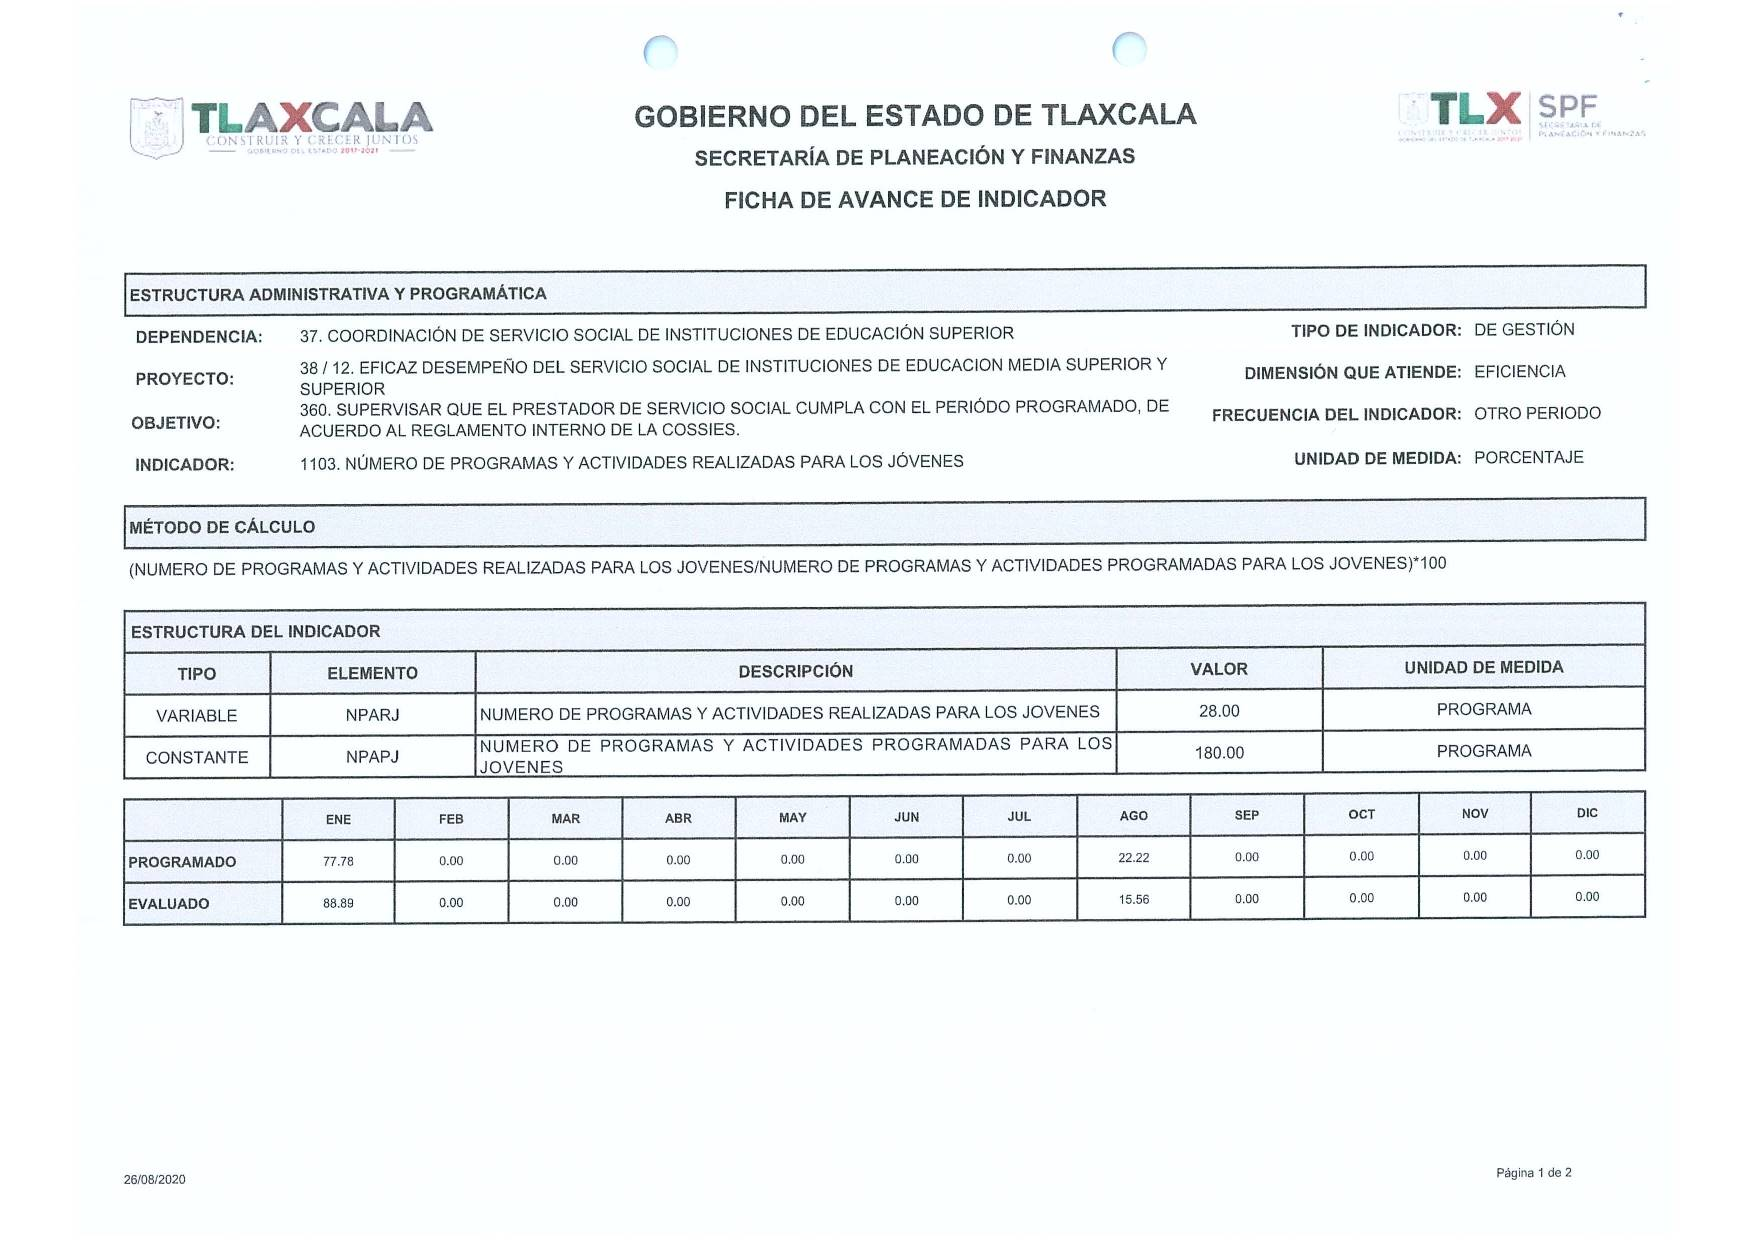 TLAXCALA
CONSTRUIR Y CRECER JUNTOS
GOBIERNO DEL ESTADO 2017-2021
GOBIERNO DEL ESTADO DE TLAXCALA
SECRETARÍA DE PLANEACIÓN Y FINANZAS
FICHA DE AVANCE DE INDICADOR
TLX
CONSTRUIR Y CRECER JUNTOS
GOBIERNO DEL ESTADO DE TLAXCALA 2017-2021
SPF
SECRETARÍA DE
PLANEACIÓN Y FINANZAS
ESTRUCTURA ADMINISTRATIVA Y PROGRAMÁTICA
DEPENDENCIA: 37. COORDINACIÓN DE SERVICIO SOCIAL DE INSTITUCIONES DE EDUCACIÓN SUPERIOR TIPO DE INDICADOR: DE GESTIÓN
PROYECTO: 38 / 12. EFICAZ DESEMPEÑO DEL SERVICIO SOCIAL DE INSTITUCIONES DE EDUCACION MEDIA SUPERIOR Y
SUPERIOR
DIMENSIÓN QUE ATIENDE: EFICIENCIA
OBJETIVO: 360. SUPERVISAR QUE EL PRESTADOR DE SERVICIO SOCIAL CUMPLA CON EL PERIÓDO PROGRAMADO, DE
ACUERDO AL REGLAMENTO INTERNO DE LA COSSIES.
FRECUENCIA DEL INDICADOR: OTRO PERIODO
INDICADOR: 1103. NÚMERO DE PROGRAMAS Y ACTIVIDADES REALIZADAS PARA LOS JÓVENES UNIDAD DE MEDIDA: PORCENTAJE
MÉTODO DE CÁLCULO
(NUMERO DE PROGRAMAS Y ACTIVIDADES REALIZADAS PARA LOS JOVENES/NUMERO DE PROGRAMAS Y ACTIVIDADES PROGRAMADAS PARA LOS JOVENES)*100
ESTRUCTURA DEL INDICADOR
TIPO ELEMENTO DESCRIPCIÓN VALOR UNIDAD DE MEDIDA
VARIABLE NPARJ NUMERO DE PROGRAMAS Y ACTIVIDADES REALIZADAS PARA LOS JOVENES 28.00 PROGRAMA
CONSTANTE NPAPJ NUMERO DE PROGRAMAS Y ACTIVIDADES PROGRAMADAS PARA LOS
JOVENES 180.00 PROGRAMA
ENE FEB MAR ABR MAY JUN JUL AGO SEP OCT NOV DIC
PROGRAMADO 77.78 0.00 0.00 0.00 0.00 0.00 0.00 22.22 0.00 0.00 0.00 0.00
EVALUADO 88.89 0.00 0.00 0.00 0.00 0.00 0.00 15.56 0.00 0.00 0.00 0.00
26/08/2020
Página 1 de 2